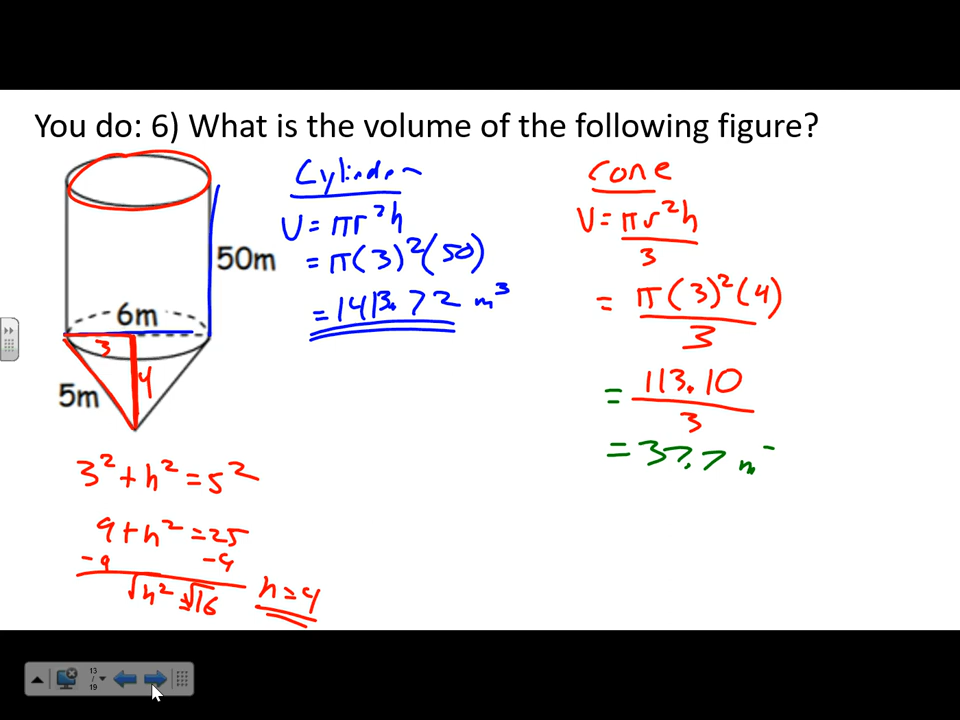 You do: 6) What is the volume of the following figure?
Cylinder
V = πr²h
= π(3)²(50)
= 1413.72 m³
Cone
V = πr²h
3
= π(3)²(4)
3
= 113.10
3
= 37.7 m
50m
6m
3
4
5m
3² + h² = 5²
9 + h² = 25
-9 -9
√h² = √16
h = 4
13
/
19